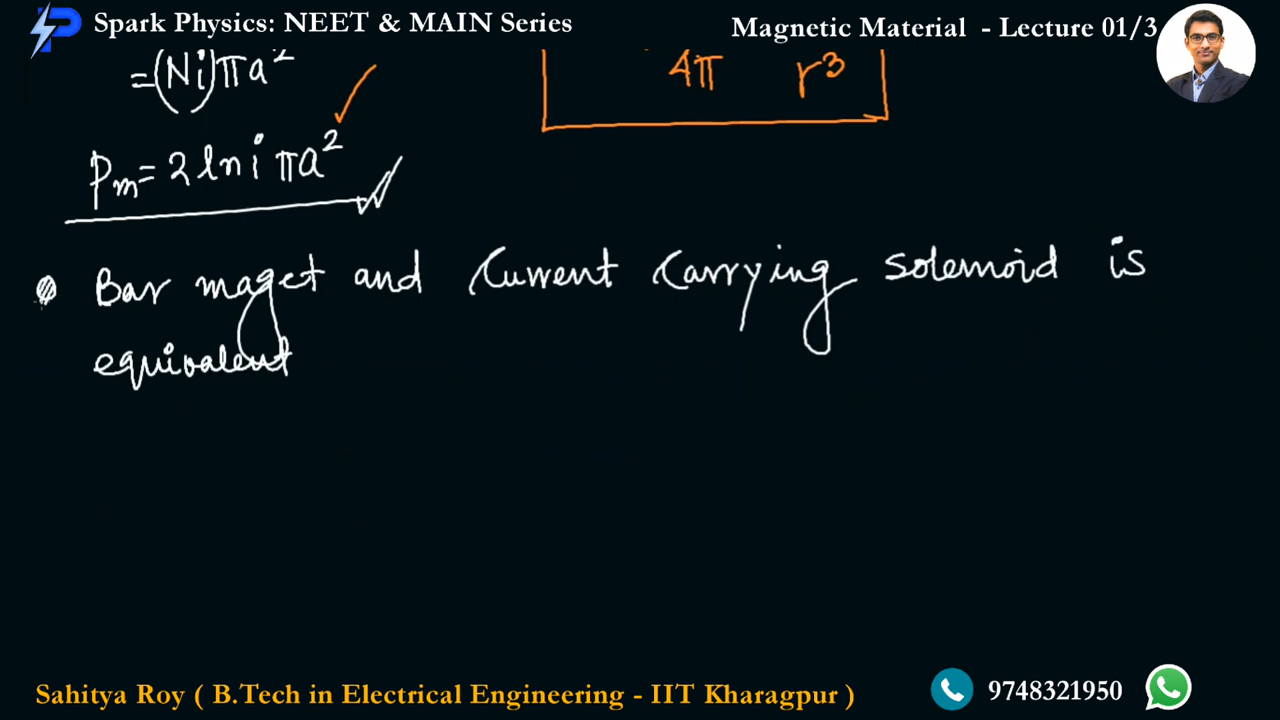 Spark Physics: NEET & MAIN Series
Magnetic Material - Lecture 01/3
=(Ni)πa²
4π r³
Pm= 2lni πa²
Bar maget and Current Carrying solemoid is
equivalent
Sahitya Roy ( B.Tech in Electrical Engineering - IIT Kharagpur )
9748321950